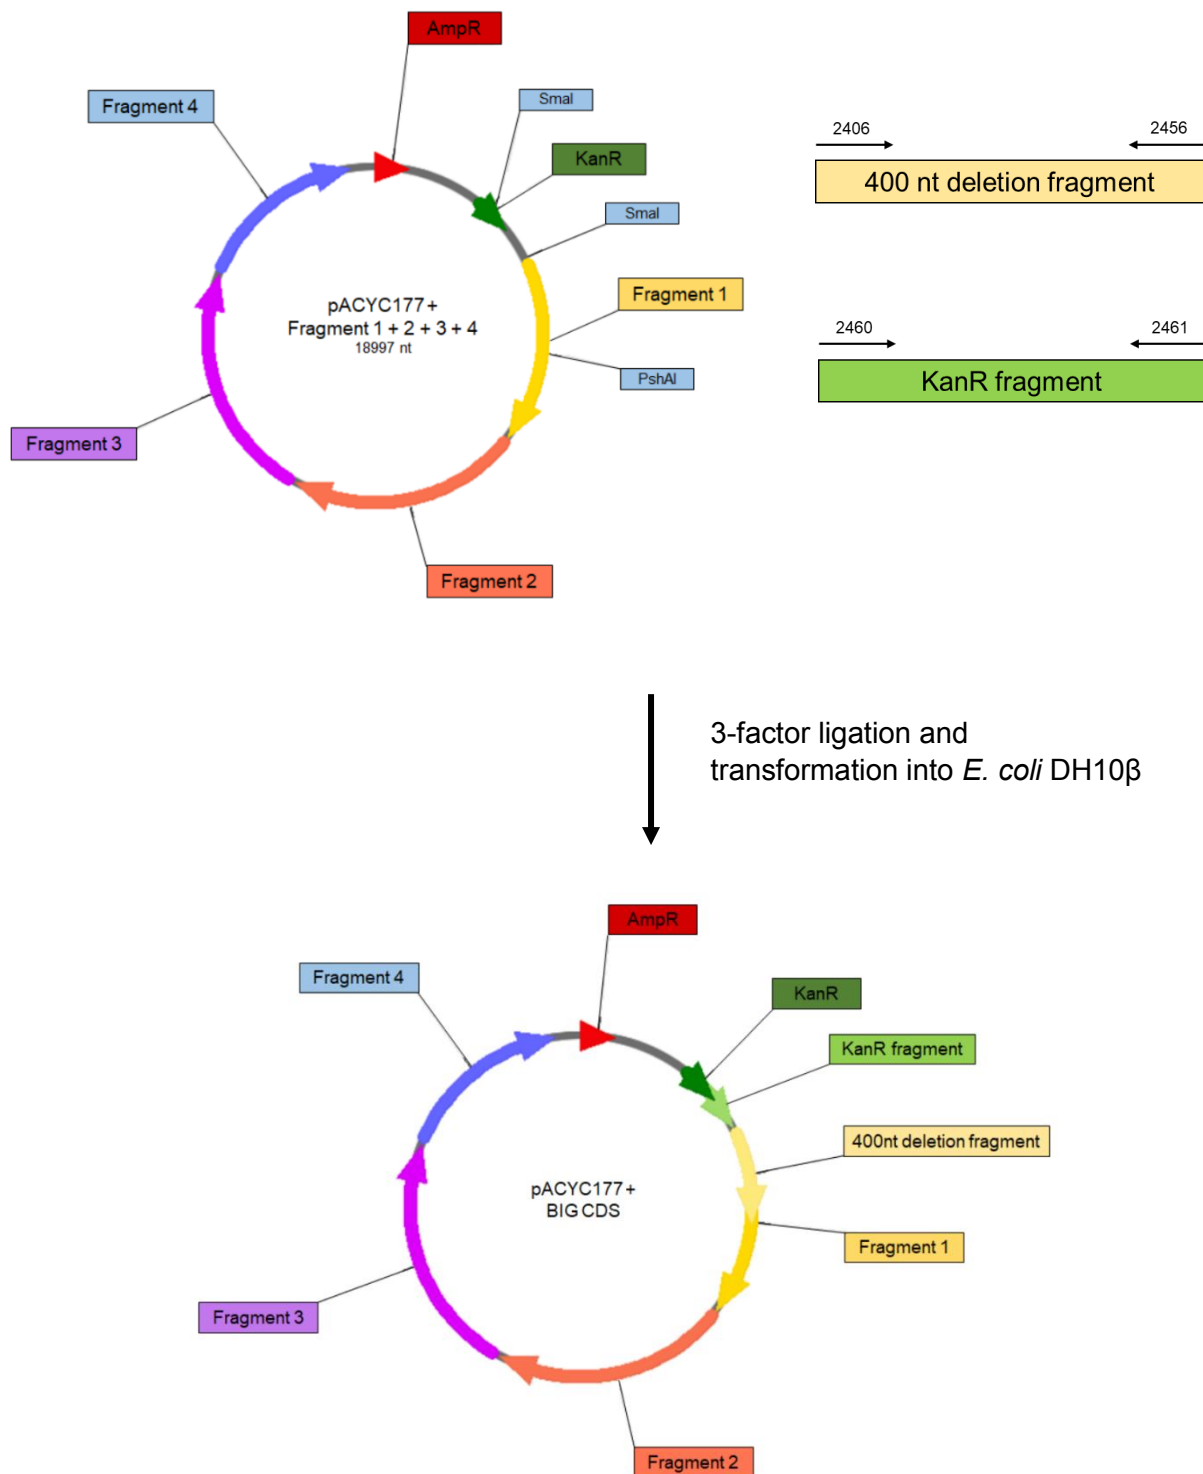 AmpR
SmaI
Fragment 4
KanR
SmaI
Fragment 1
pACYC177 +
Fragment 1 + 2 + 3 + 4
18997 nt
PshAI
Fragment 3
Fragment 2
2406
2456
400 nt deletion fragment
2460
2461
KanR fragment
3-factor ligation and
transformation into E. coli DH10β
AmpR
Fragment 4
KanR
KanR fragment
400nt deletion fragment
pACYC177 +
BIG CDS
Fragment 1
Fragment 3
Fragment 2